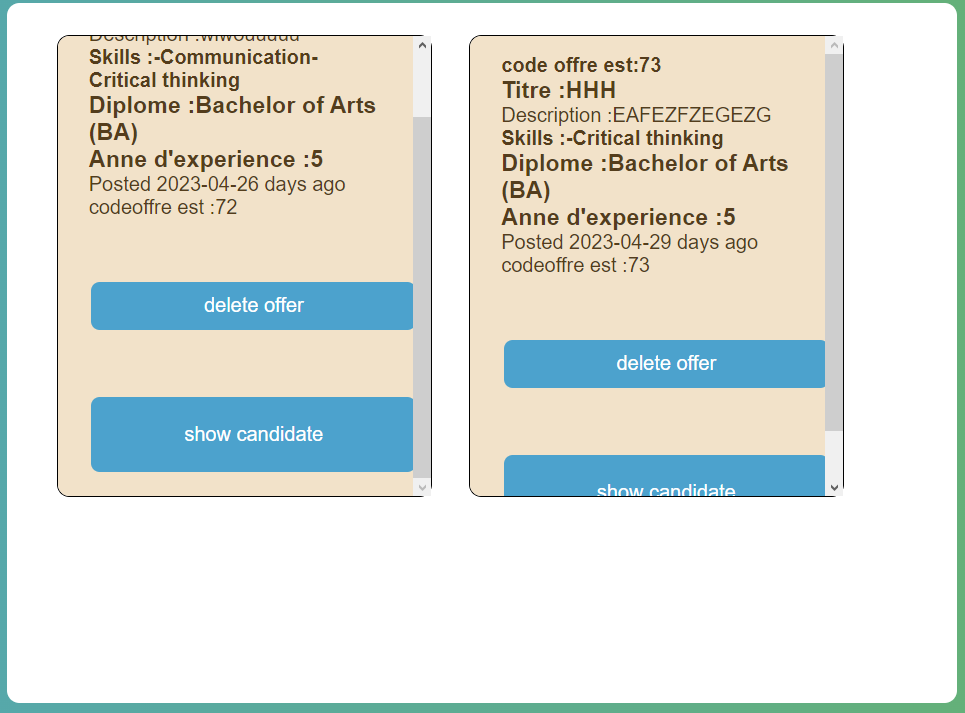 Description :wiwouuuuu
Skills :-Communication-
Critical thinking
Diplome :Bachelor of Arts
(BA)
Anne d'experience :5
Posted 2023-04-26 days ago
codeoffre est :72
delete offer
show candidate
code offre est:73
Titre :HHH
Description :EAFEZFZEGEZG
Skills :-Critical thinking
Diplome :Bachelor of Arts
(BA)
Anne d'experience :5
Posted 2023-04-29 days ago
codeoffre est :73
delete offer
show candidate